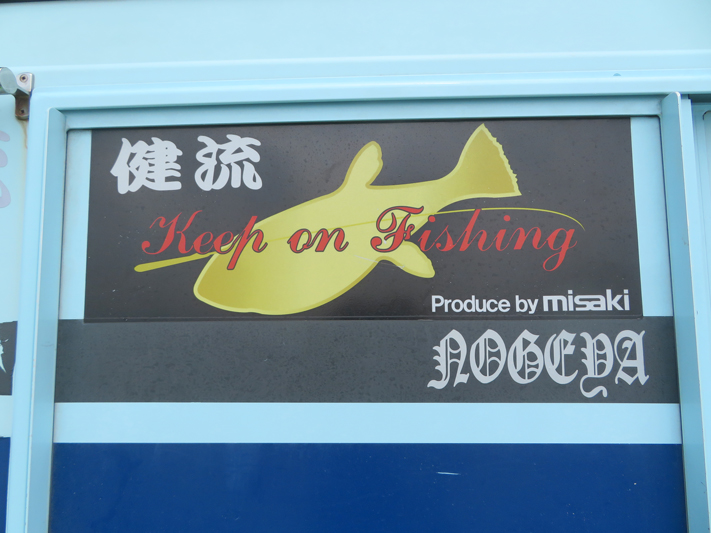 健流
Keep on Fishing
Produce by misaki
NOGEYA